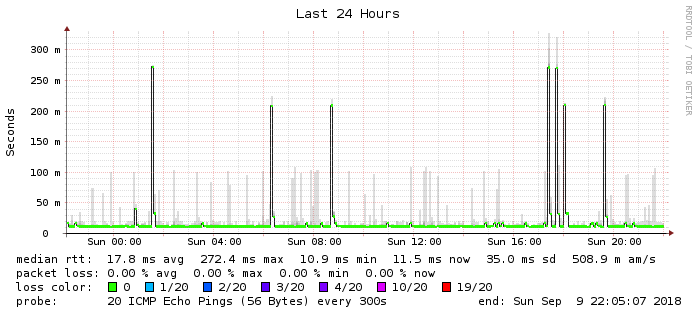 Last 24 Hours
RRDTOOL / TOBI OETIKER
Seconds
300 m
250 m
200 m
150 m
100 m
50 m
0
Sun 00:00 Sun 04:00 Sun 08:00 Sun 12:00 Sun 16:00 Sun 20:00
median rtt: 17.8 ms avg 272.4 ms max 10.9 ms min 11.5 ms now 35.0 ms sd 508.9 m am/s
packet loss: 0.00 % avg 0.00 % max 0.00 % min 0.00 % now
loss color: 0 1/20 2/20 3/20 4/20 10/20 19/20
probe: 20 ICMP Echo Pings (56 Bytes) every 300s end: Sun Sep 9 22:05:07 2018